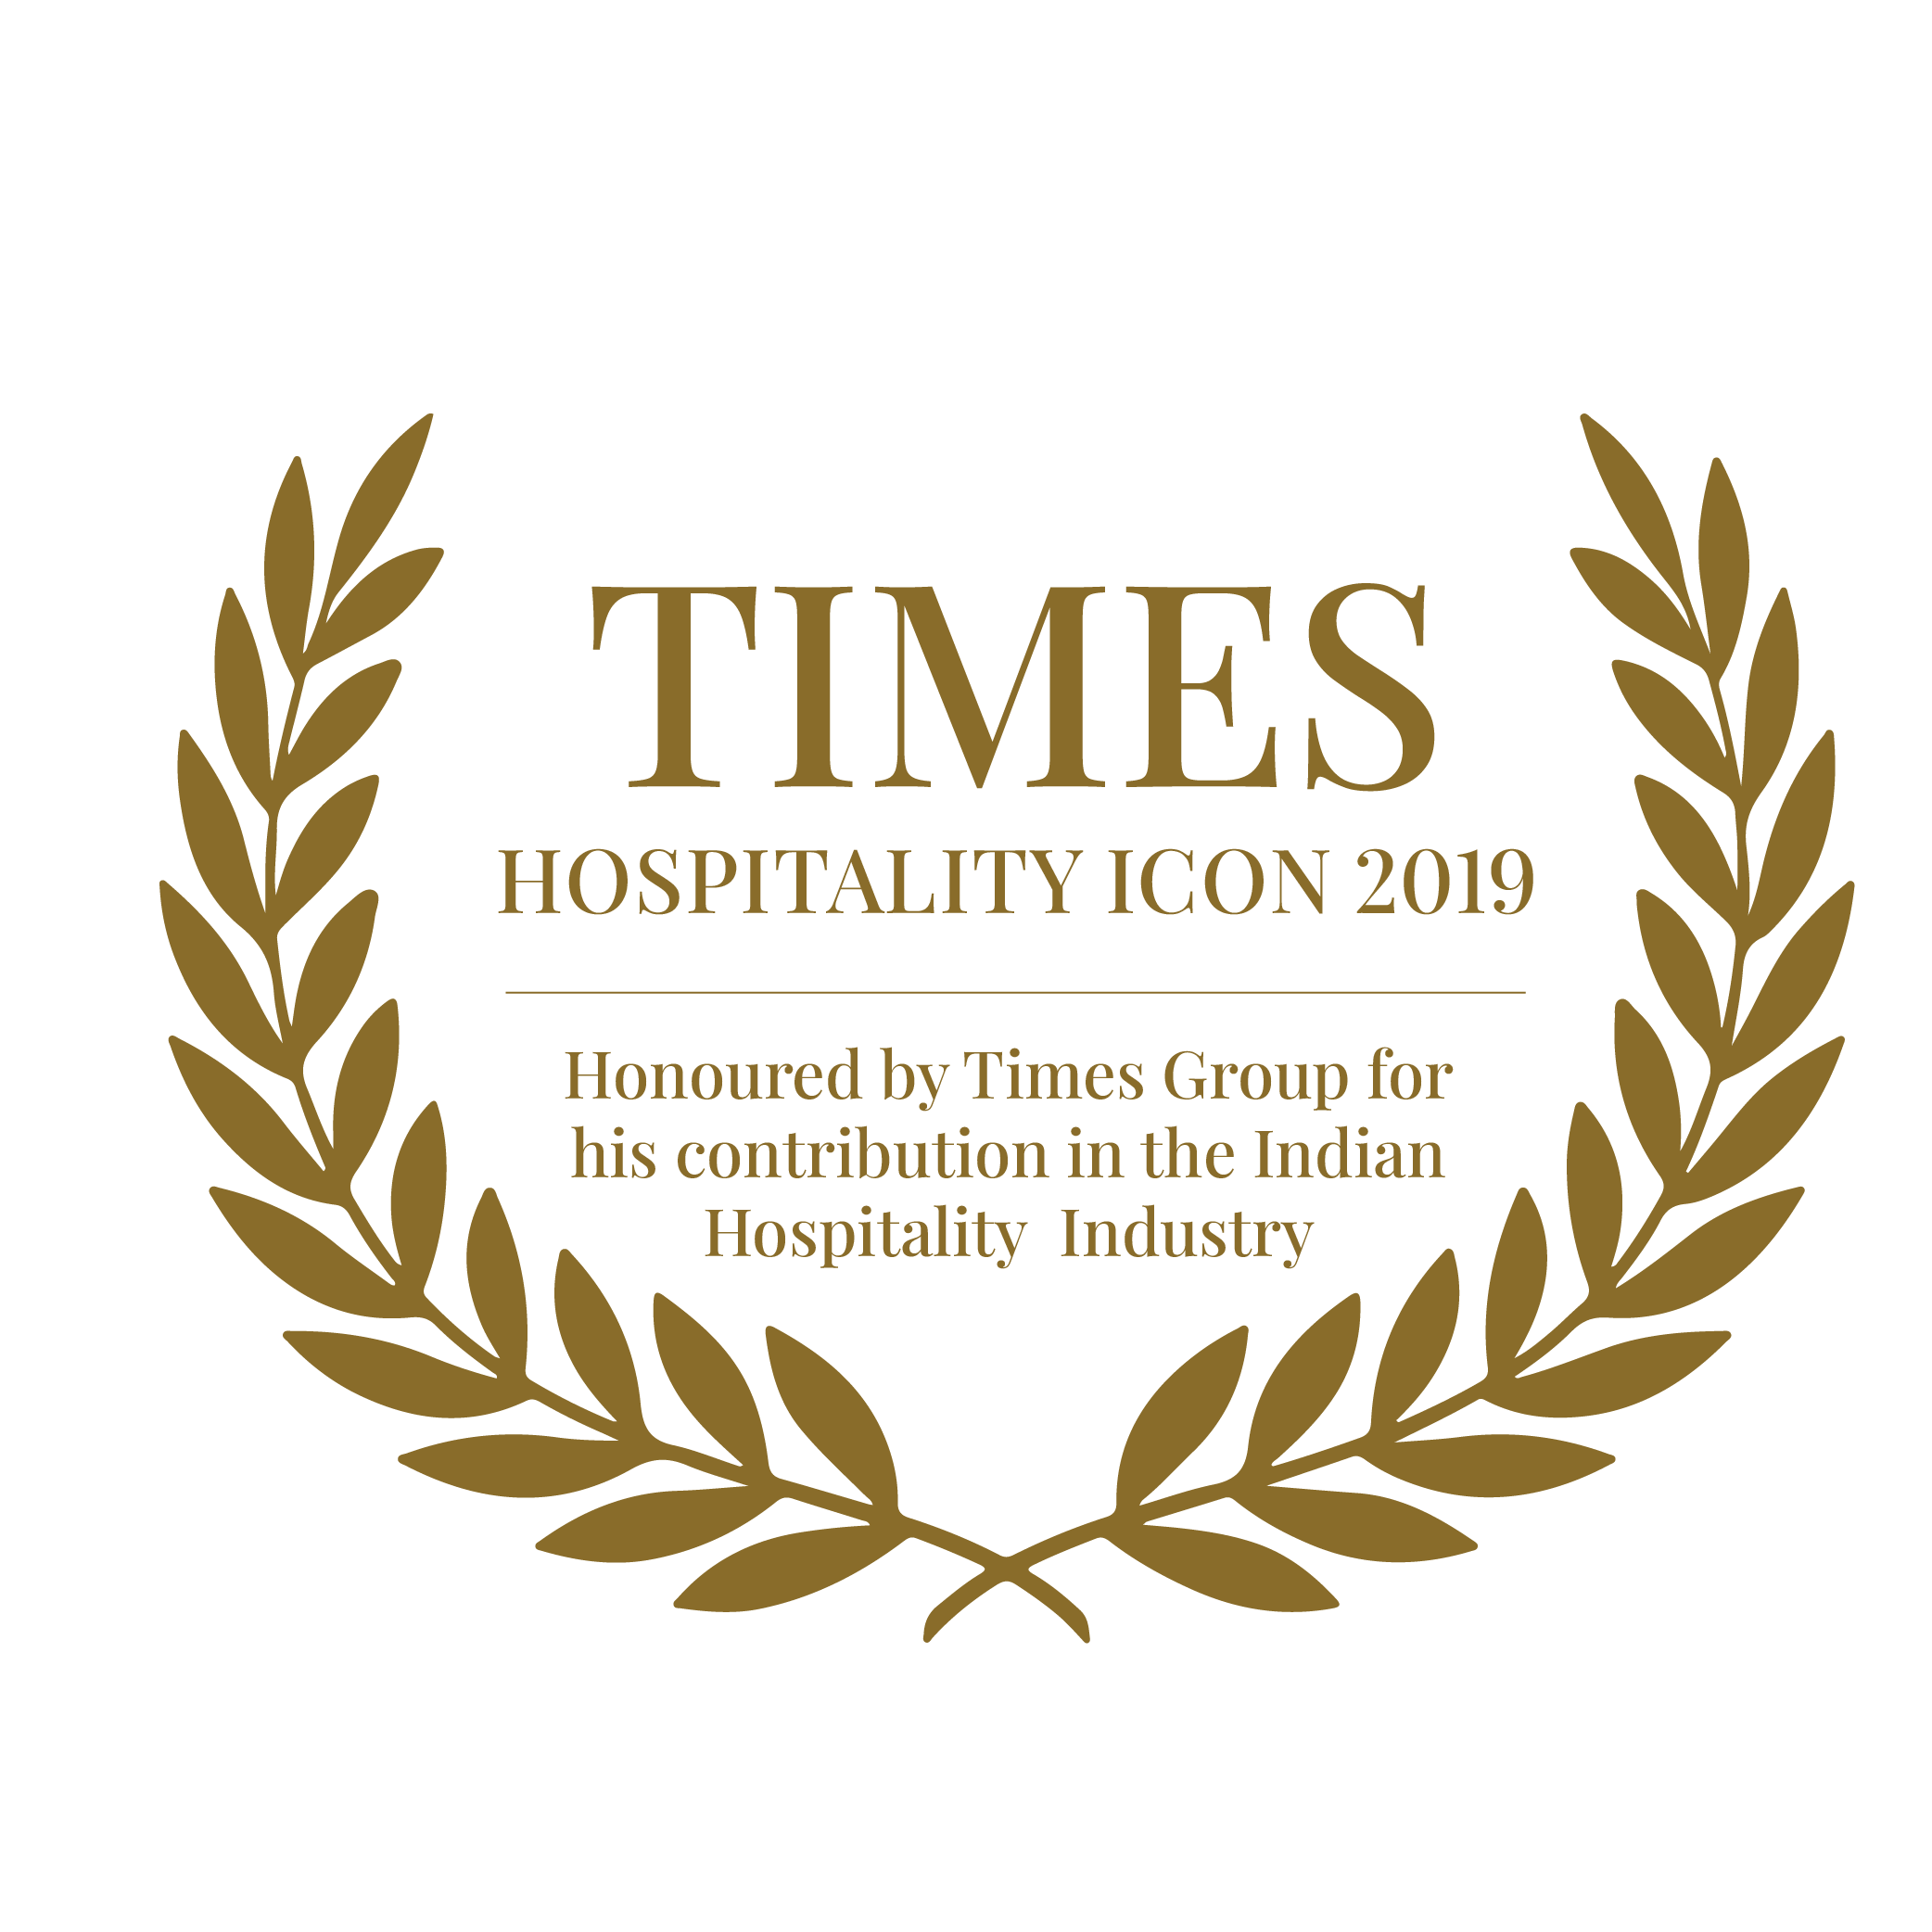 TIMES
HOSPITALITY ICON 2019
Honoured by Times Group for
his contribution in the Indian
Hospitality Industry